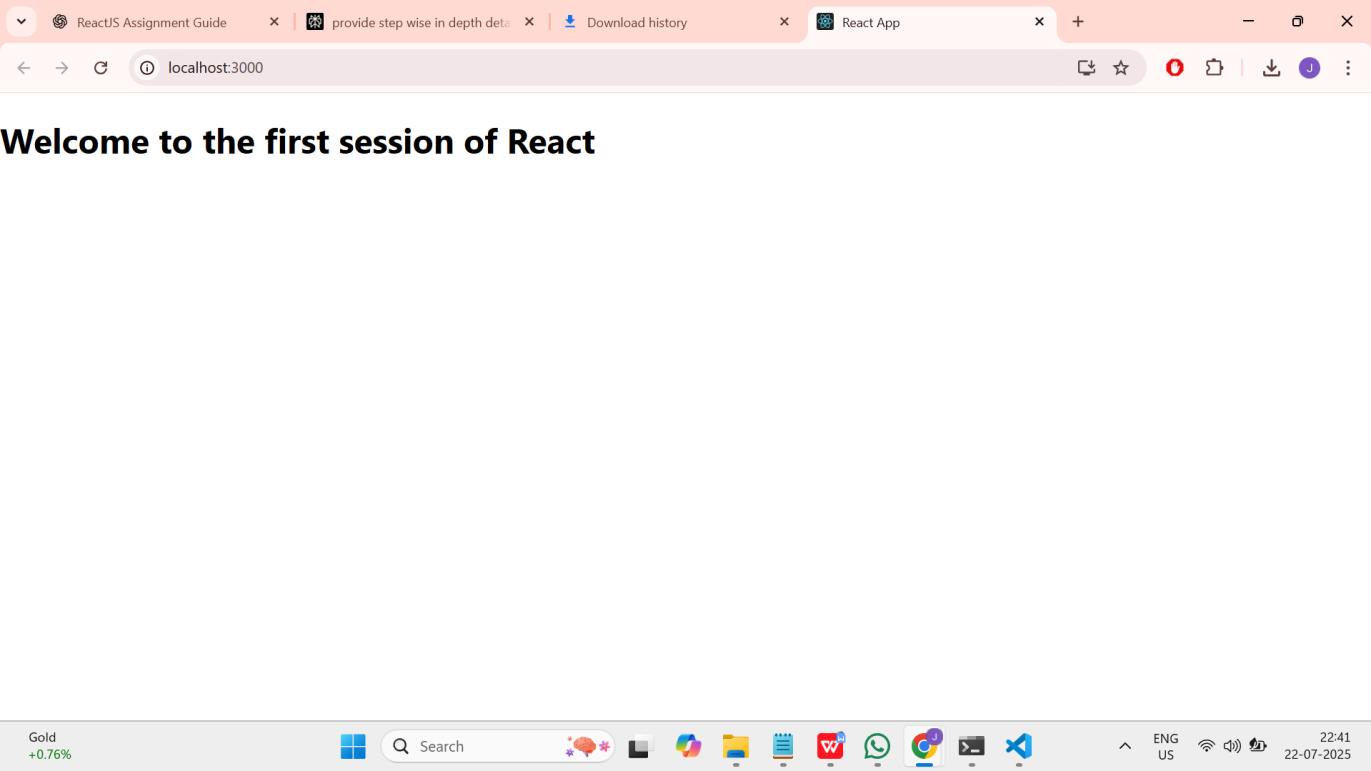 ReactJS Assignment Guide
provide step wise in depth deta
Download history
React App
localhost:3000
J
Welcome to the first session of React
Gold
+0.76%
Search
W
J
ENG
US
22:41
22-07-2025